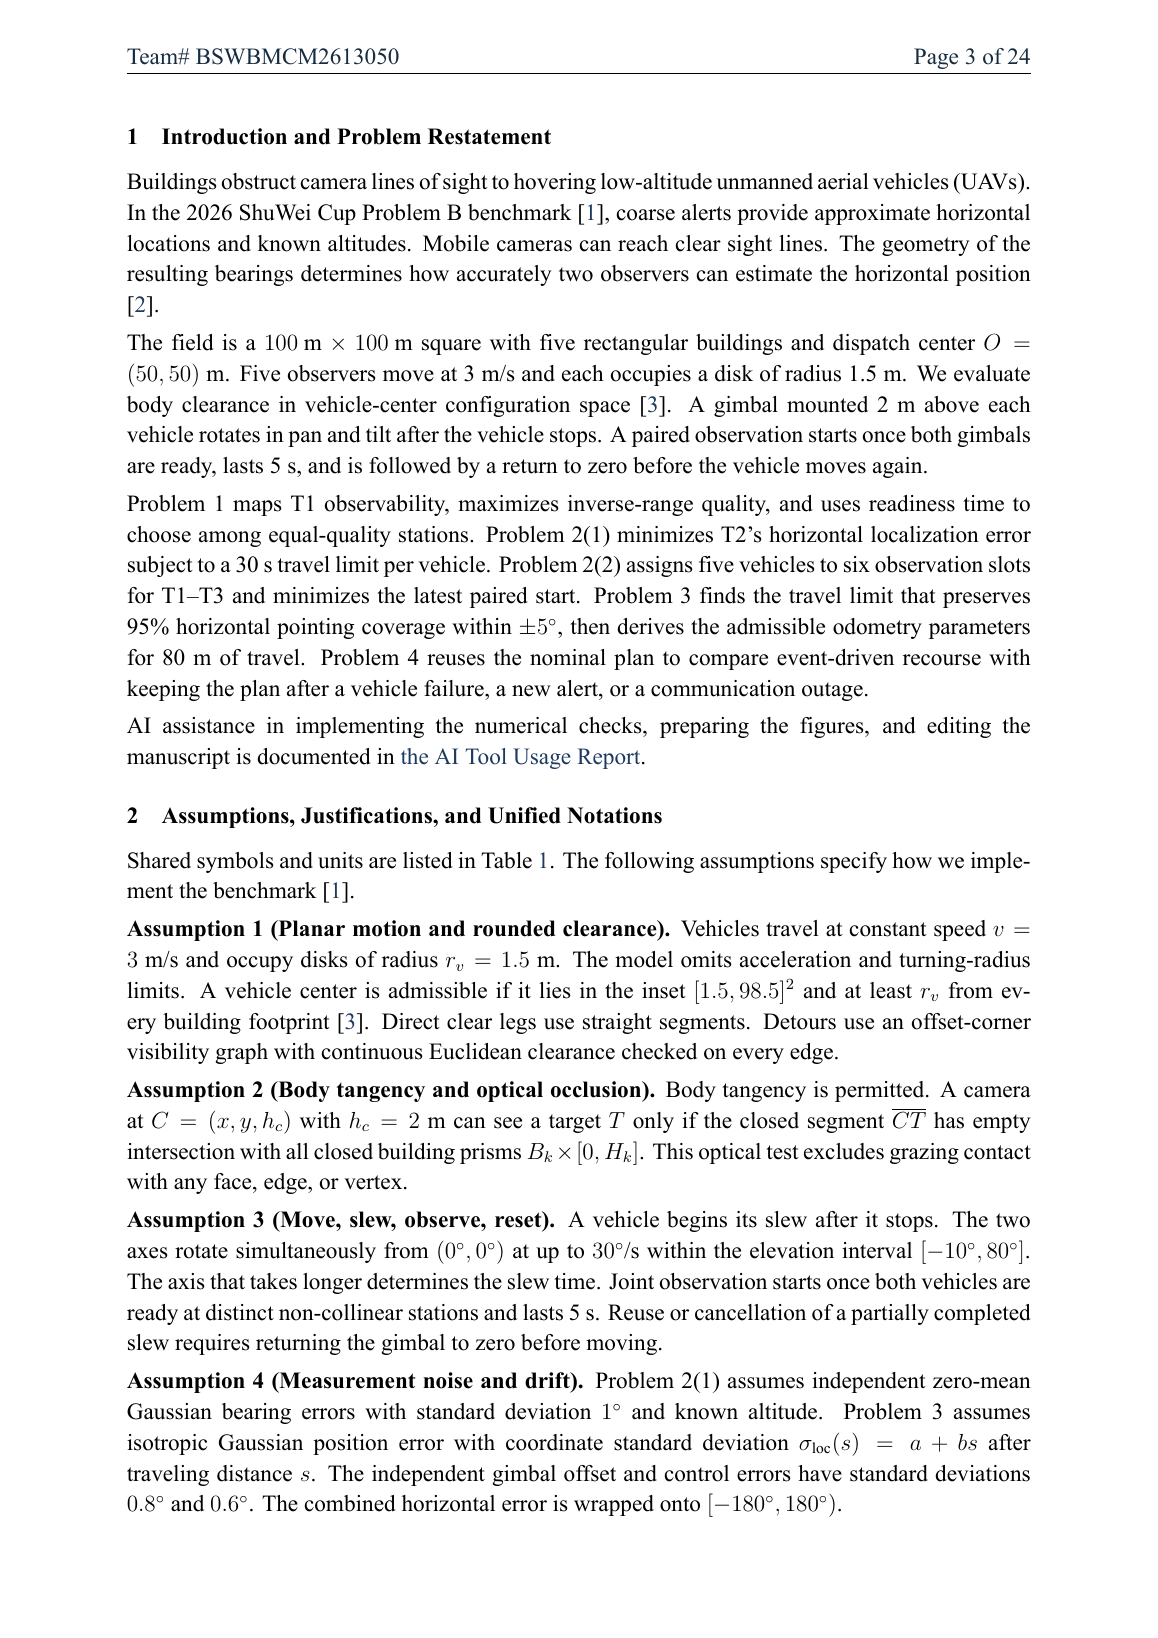 Team# BSWBMCM2613050 Page 3 of 24
1 Introduction and Problem Restatement
Buildings obstruct camera lines of sight to hovering low-altitude unmanned aerial vehicles (UAVs).
In the 2026 ShuWei Cup Problem B benchmark [1], coarse alerts provide approximate horizontal
locations and known altitudes. Mobile cameras can reach clear sight lines. The geometry of the
resulting bearings determines how accurately two observers can estimate the horizontal position
[2].
The field is a 100 m × 100 m square with five rectangular buildings and dispatch center O =
(50, 50) m. Five observers move at 3 m/s and each occupies a disk of radius 1.5 m. We evaluate
body clearance in vehicle-center configuration space [3]. A gimbal mounted 2 m above each
vehicle rotates in pan and tilt after the vehicle stops. A paired observation starts once both gimbals
are ready, lasts 5 s, and is followed by a return to zero before the vehicle moves again.
Problem 1 maps T1 observability, maximizes inverse-range quality, and uses readiness time to
choose among equal-quality stations. Problem 2(1) minimizes T2’s horizontal localization error
subject to a 30 s travel limit per vehicle. Problem 2(2) assigns five vehicles to six observation slots
for T1–T3 and minimizes the latest paired start. Problem 3 finds the travel limit that preserves
95% horizontal pointing coverage within ±5°, then derives the admissible odometry parameters
for 80 m of travel. Problem 4 reuses the nominal plan to compare event-driven recourse with
keeping the plan after a vehicle failure, a new alert, or a communication outage.
AI assistance in implementing the numerical checks, preparing the figures, and editing the
manuscript is documented in the AI Tool Usage Report.
2 Assumptions, Justifications, and Unified Notations
Shared symbols and units are listed in Table 1. The following assumptions specify how we imple-
ment the benchmark [1].
Assumption 1 (Planar motion and rounded clearance). Vehicles travel at constant speed v =
3 m/s and occupy disks of radius r_v = 1.5 m. The model omits acceleration and turning-radius
limits. A vehicle center is admissible if it lies in the inset [1.5, 98.5]² and at least r_v from ev-
ery building footprint [3]. Direct clear legs use straight segments. Detours use an offset-corner
visibility graph with continuous Euclidean clearance checked on every edge.
Assumption 2 (Body tangency and optical occlusion). Body tangency is permitted. A camera
at C = (x, y, h_c) with h_c = 2 m can see a target T only if the closed segment C̅T̅ has empty
intersection with all closed building prisms B_k × [0, H_k]. This optical test excludes grazing contact
with any face, edge, or vertex.
Assumption 3 (Move, slew, observe, reset). A vehicle begins its slew after it stops. The two
axes rotate simultaneously from (0°, 0°) at up to 30°/s within the elevation interval [−10°, 80°].
The axis that takes longer determines the slew time. Joint observation starts once both vehicles are
ready at distinct non-collinear stations and lasts 5 s. Reuse or cancellation of a partially completed
slew requires returning the gimbal to zero before moving.
Assumption 4 (Measurement noise and drift). Problem 2(1) assumes independent zero-mean
Gaussian bearing errors with standard deviation 1° and known altitude. Problem 3 assumes
isotropic Gaussian position error with coordinate standard deviation σ_loc(s) = a + bs after
traveling distance s. The independent gimbal offset and control errors have standard deviations
0.8° and 0.6°. The combined horizontal error is wrapped onto [−180°, 180°).